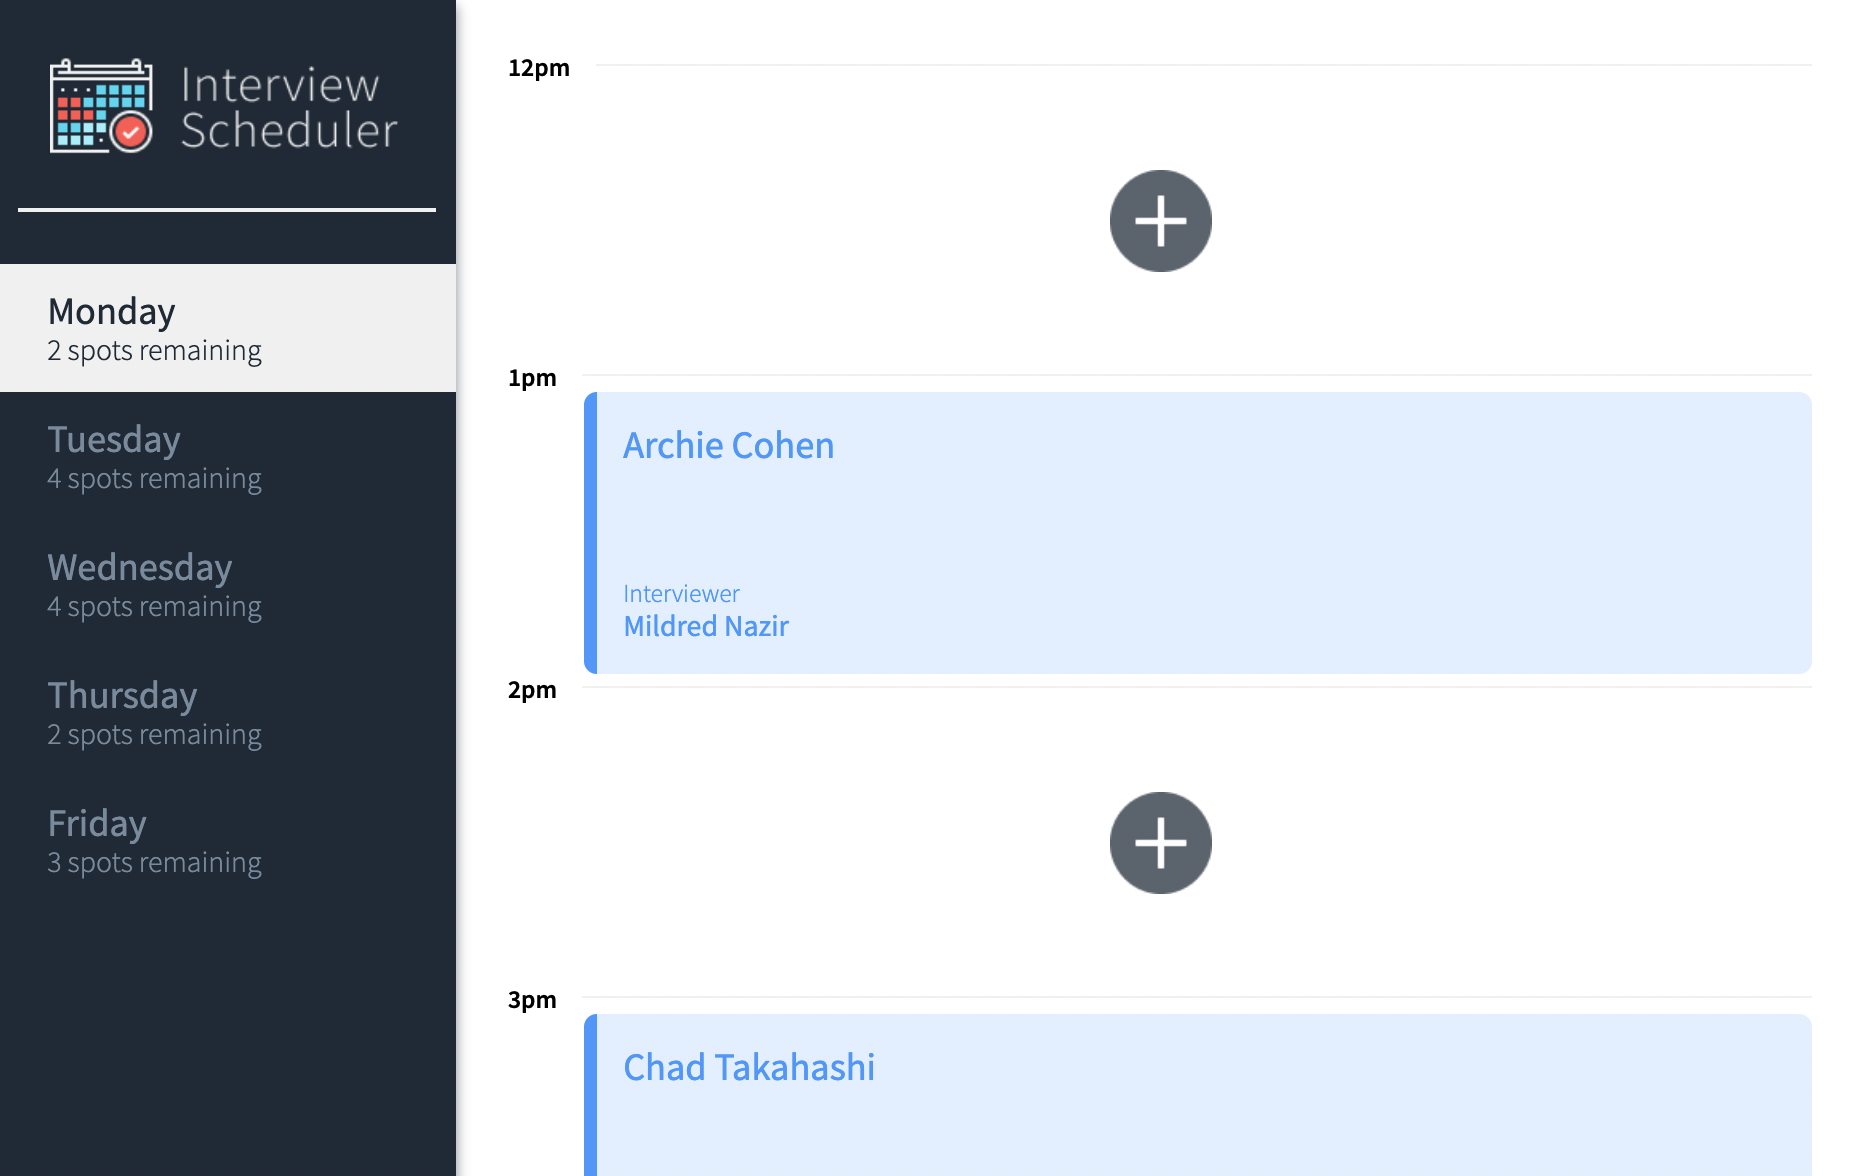 Interview
Scheduler
Monday
2 spots remaining
Tuesday
4 spots remaining
Wednesday
4 spots remaining
Thursday
2 spots remaining
Friday
3 spots remaining
12pm
1pm
Archie Cohen
Interviewer
Mildred Nazir
2pm
3pm
Chad Takahashi